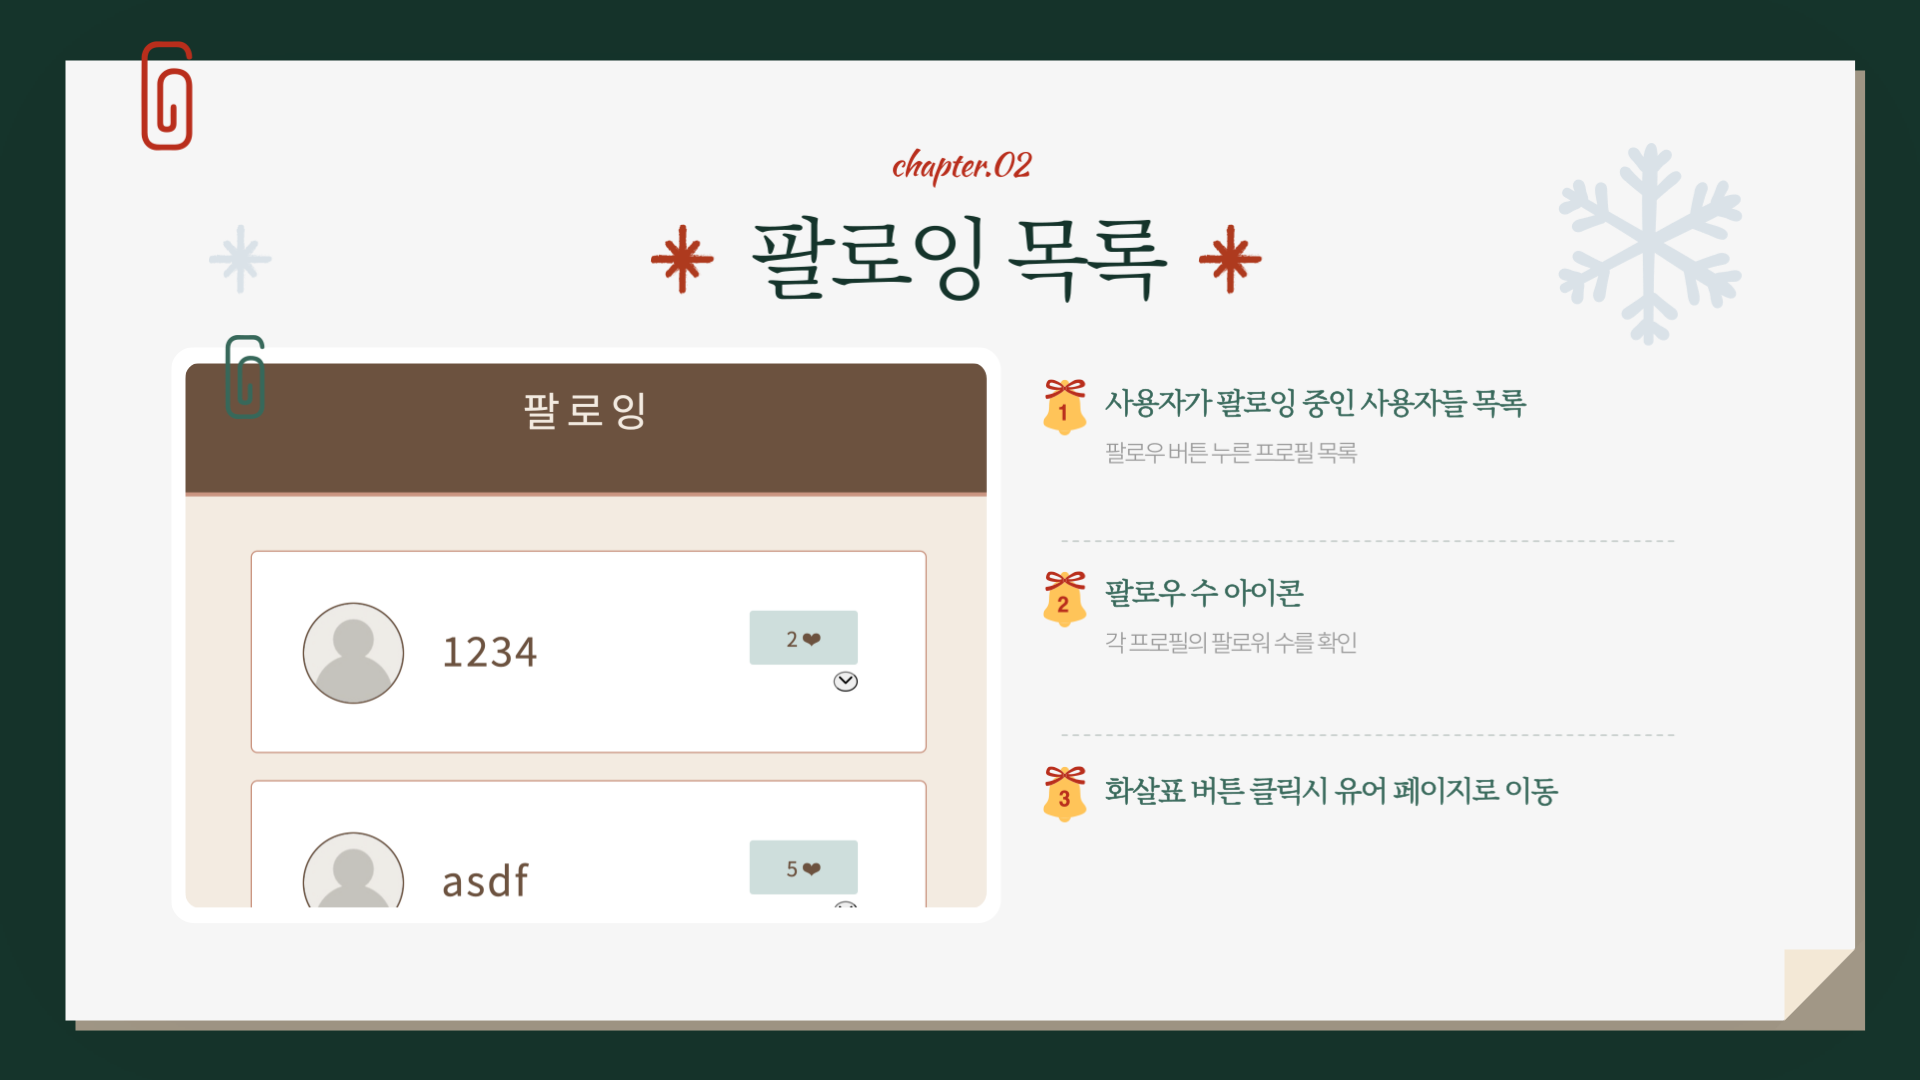 chapter.02
팔로잉 목록
팔로잉
1234
2 ❤
asdf
5 ❤
1
사용자가 팔로잉 중인 사용자들 목록
팔로우 버튼 누른 프로필 목록
2
팔로우 수 아이콘
각 프로필의 팔로워 수를 확인
3
화살표 버튼 클릭시 유어 페이지로 이동